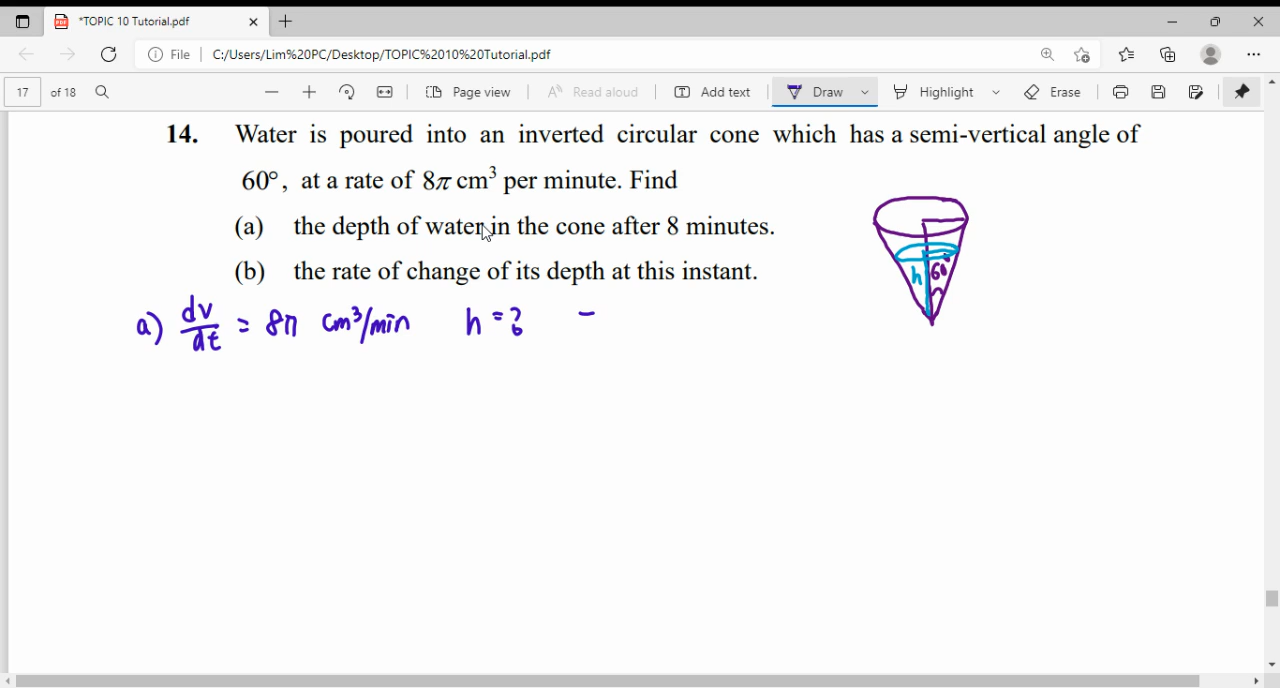 *TOPIC 10 Tutorial.pdf
File C:/Users/Lim%20PC/Desktop/TOPIC%2010%20Tutorial.pdf
17 of 18 Page view Read aloud Add text Draw Highlight Erase
14. Water is poured into an inverted circular cone which has a semi-vertical angle of
60°, at a rate of 8π cm³ per minute. Find
(a) the depth of water in the cone after 8 minutes.
(b) the rate of change of its depth at this instant.
h 60°
a) dv/dt = 8π cm³/min h = ? –